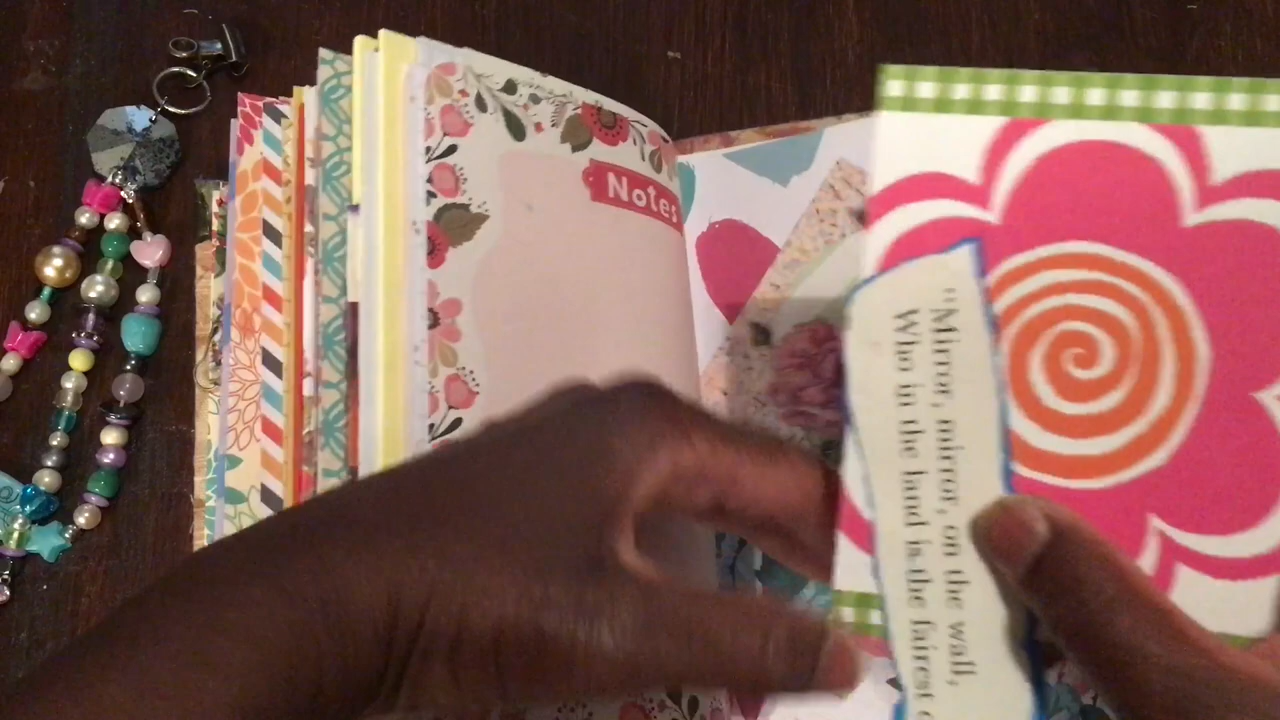 Notes
"Mirror, mirror, on the wall,
Who in the land is the fairest